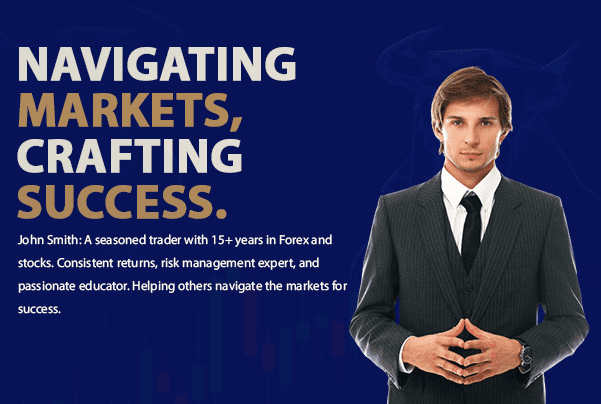 NAVIGATING
MARKETS,
CRAFTING
SUCCESS.
John Smith: A seasoned trader with 15+ years in Forex and
stocks. Consistent returns, risk management expert, and
passionate educator. Helping others navigate the markets for
success.